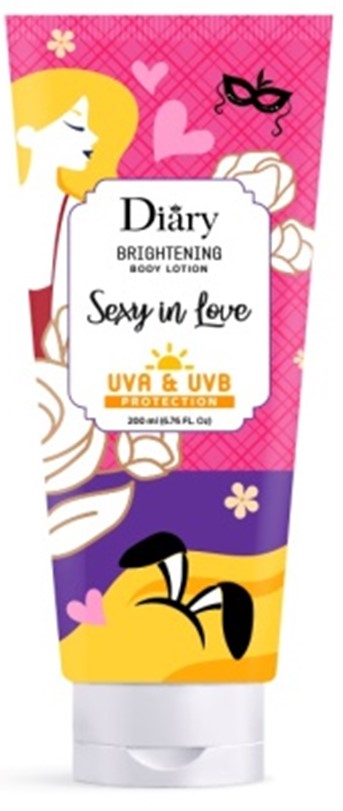 Diary
BRIGHTENING
BODY LOTION
Sexy in Love
UVA & UVB
PROTECTION
200 ml (6.76 FL. Oz)